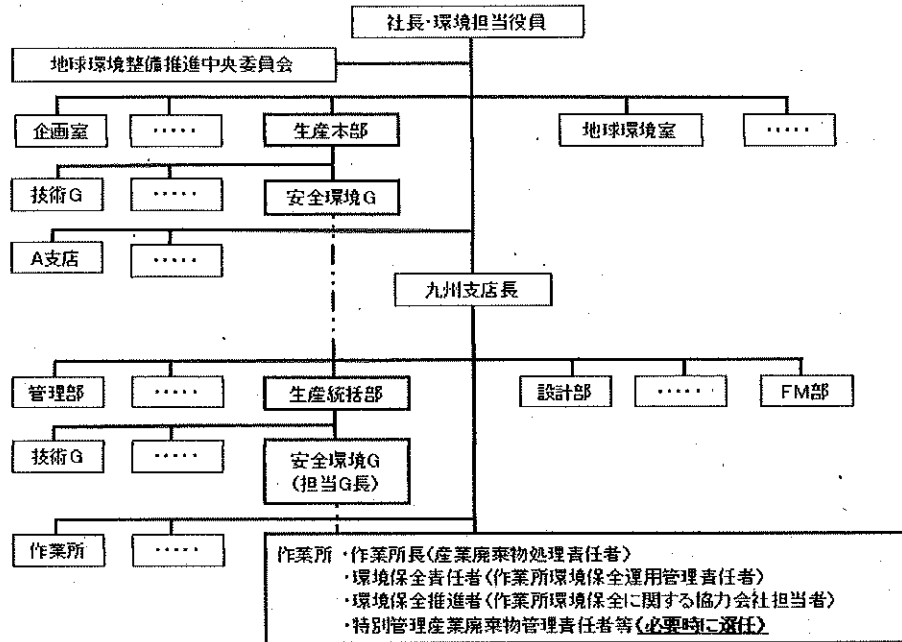 社長・環境担当役員
地球環境整備推進中央委員会
企画室 ・・・・・ 生産本部 地球環境室 ・・・・・
技術G ・・・・・ 安全環境G
A支店 ・・・・・
九州支店長
管理部 ・・・・・ 生産統括部 設計部 ・・・・・ FM部
技術G ・・・・・ 安全環境G
(担当G長)
作業所 ・・・・・
作業所 ・作業所長(産業廃棄物処理責任者)
・環境保全責任者(作業所環境保全運用管理責任者)
・環境保全推進者(作業所環境保全に関する協力会社担当者)
・特別管理産業廃棄物管理責任者等(必要時に選任)